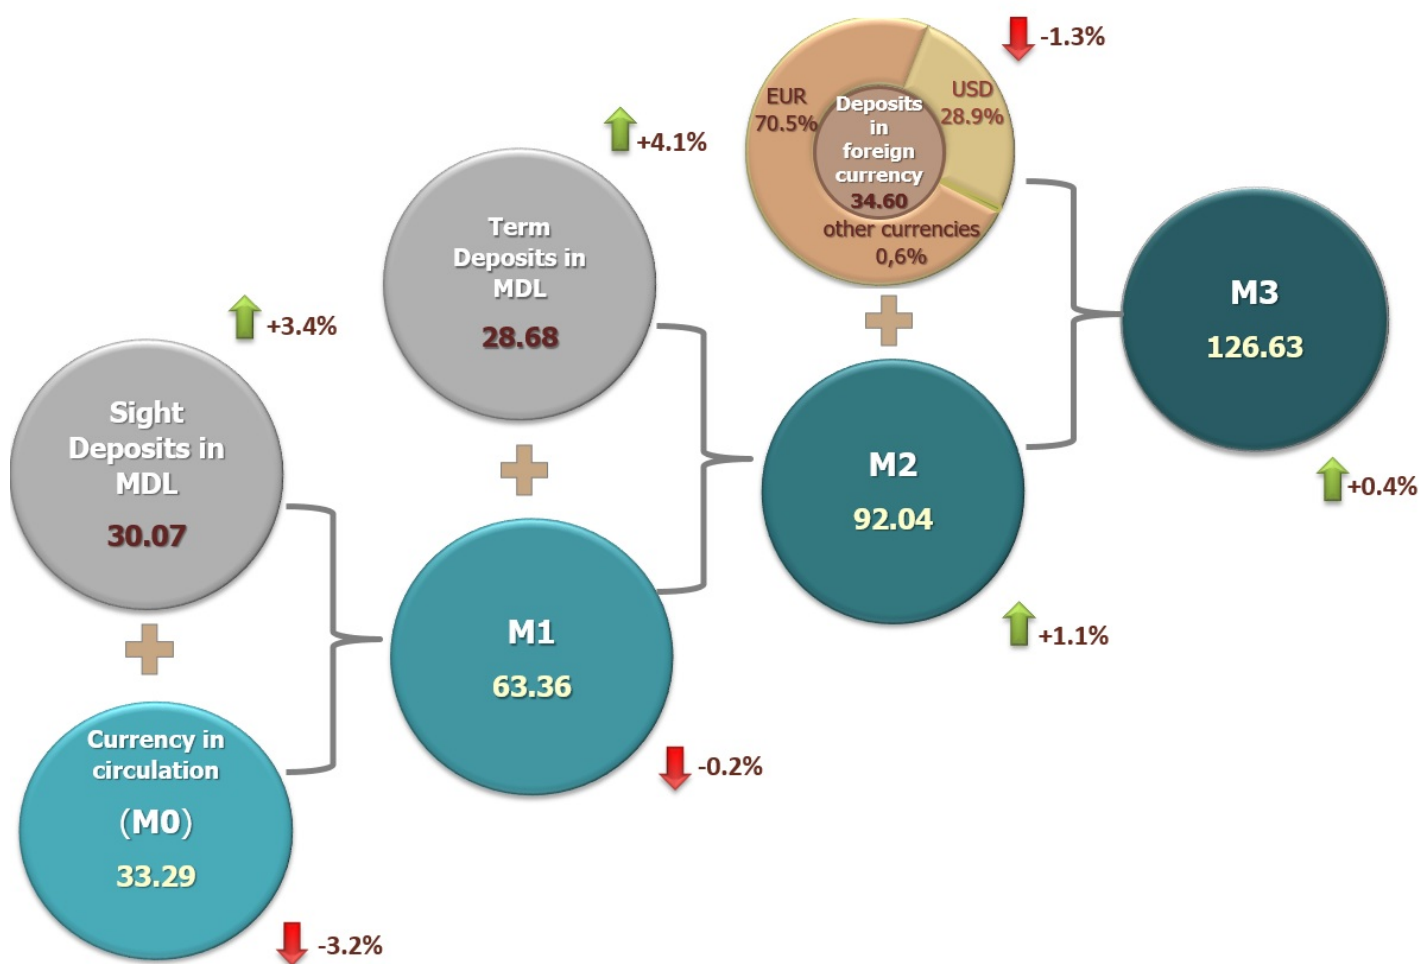 Sight
Deposits in
MDL
30.07
+3.4%
Currency in
circulation
(M0)
33.29
-3.2%
Term
Deposits in
MDL
28.68
+4.1%
M1
63.36
-0.2%
EUR
70.5%
USD
28.9%
Deposits
in
foreign
currency
34.60
other currencies
0,6%
-1.3%
M2
92.04
+1.1%
M3
126.63
+0.4%